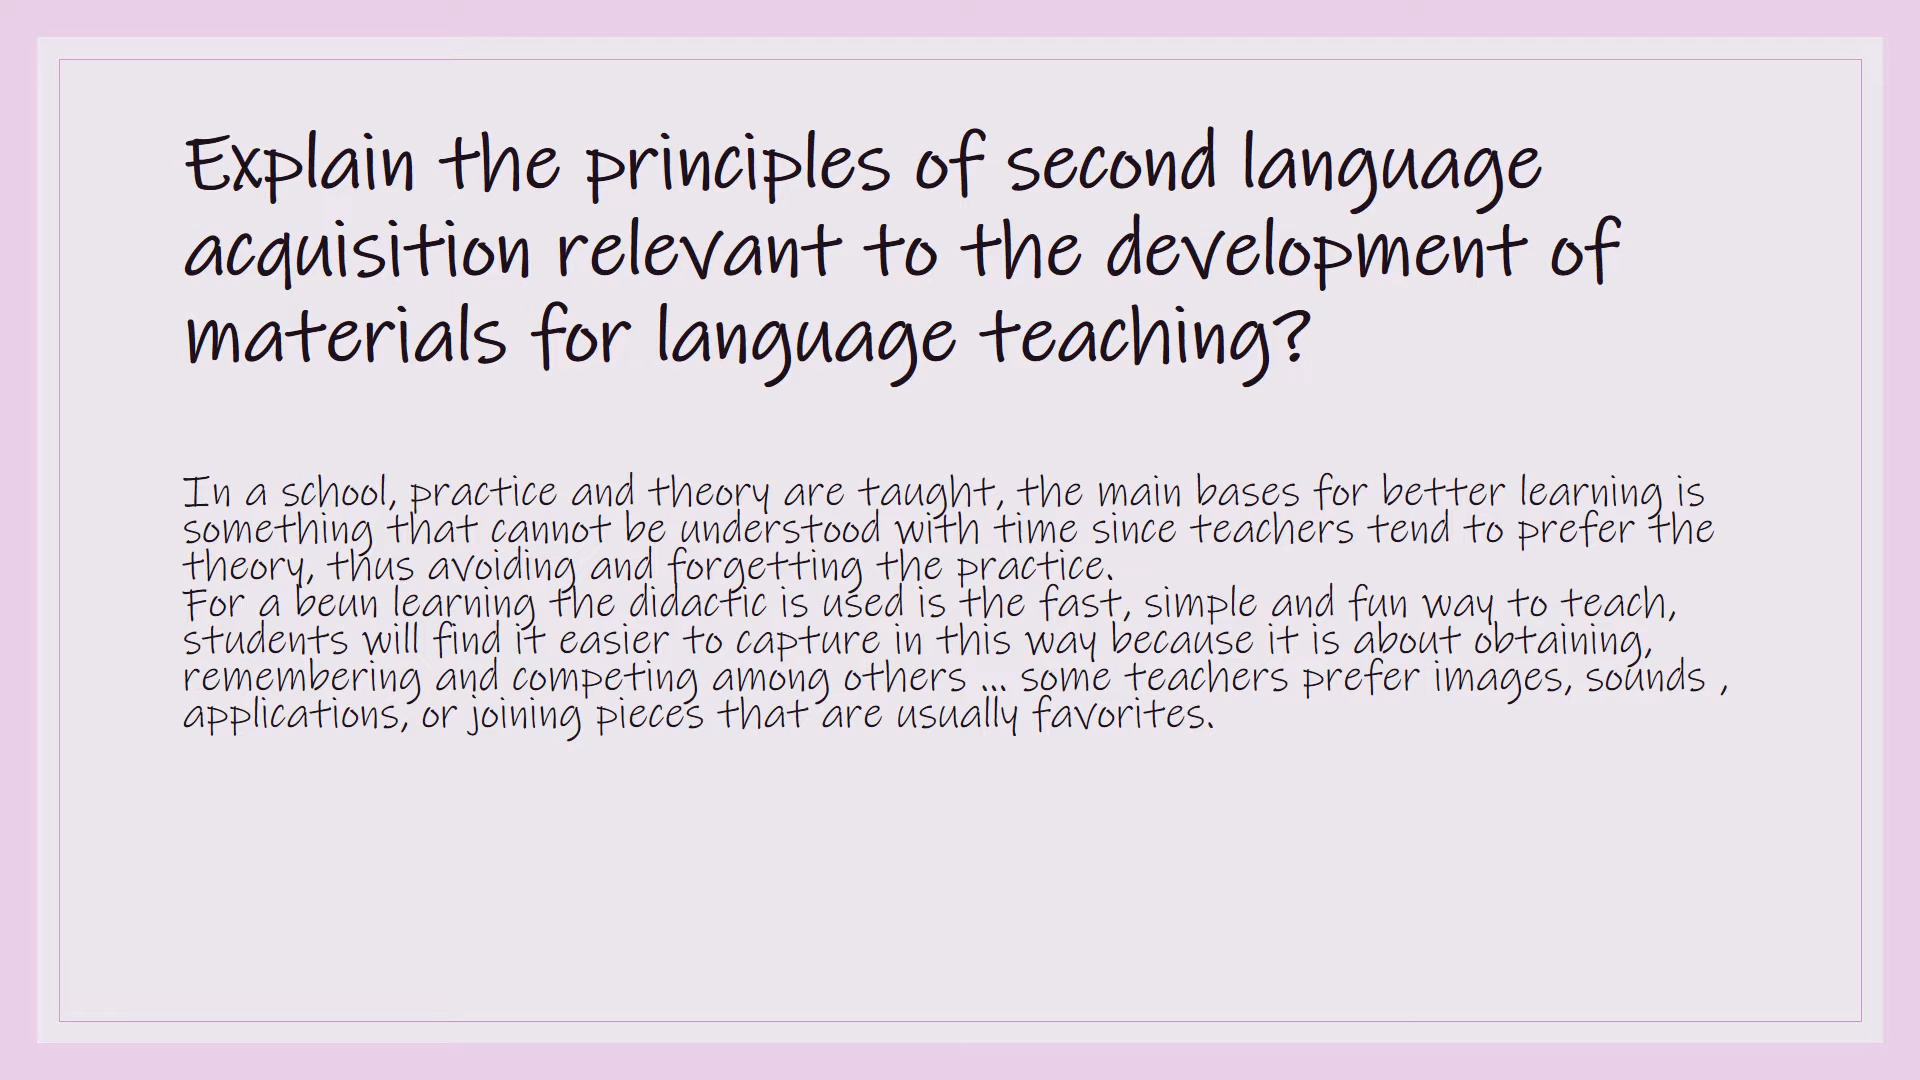 Explain the principles of second language
acquisition relevant to the development of
materials for language teaching?
In a school, practice and theory are taught, the main bases for better learning is
something that cannot be understood with time since teachers tend to prefer the
theory, thus avoiding and forgetting the practice.
For a beun learning the didactic is used is the fast, simple and fun way to teach,
students will find it easier to capture in this way because it is about obtaining,
remembering and competing among others ... some teachers prefer images, sounds ,
applications, or joining pieces that are usually favorites.